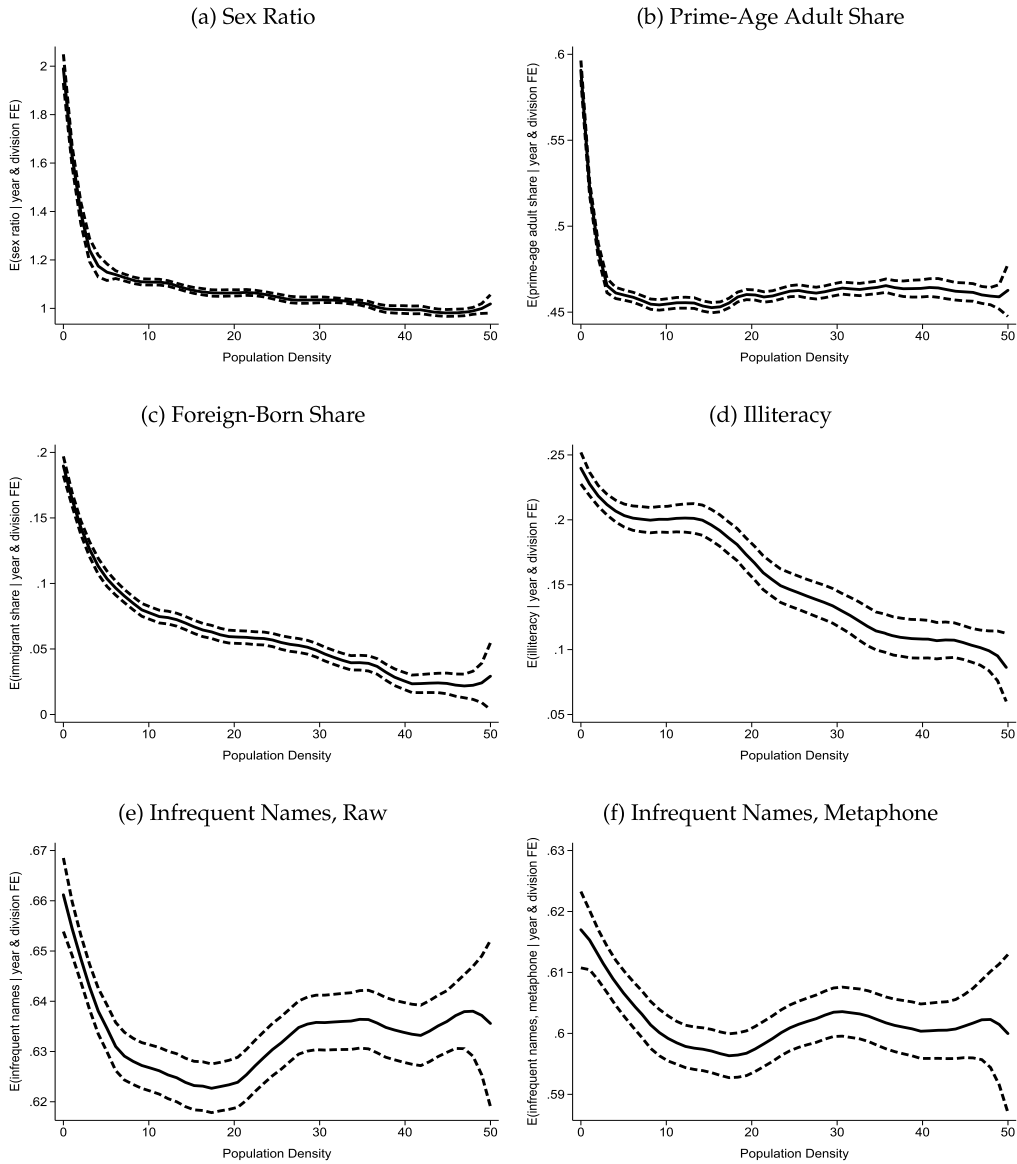 (a) Sex Ratio
E(sex ratio | year & division FE)
2
1.8
1.6
1.4
1.2
1
0 10 20 30 40 50
Population Density
(b) Prime-Age Adult Share
E(prime-age adult share | year & division FE)
.6
.55
.5
.45
0 10 20 30 40 50
Population Density
(c) Foreign-Born Share
E(immigrant share | year & division FE)
.2
.15
.1
.05
0
0 10 20 30 40 50
Population Density
(d) Illiteracy
E(illiteracy | year & division FE)
.25
.2
.15
.1
.05
0 10 20 30 40 50
Population Density
(e) Infrequent Names, Raw
E(infrequent names | year & division FE)
.67
.66
.65
.64
.63
.62
0 10 20 30 40 50
Population Density
(f) Infrequent Names, Metaphone
E(infrequent names, metaphone | year & division FE)
.63
.62
.61
.6
.59
0 10 20 30 40 50
Population Density